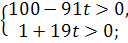 {100 − 91t > 0,
1 + 19t > 0;